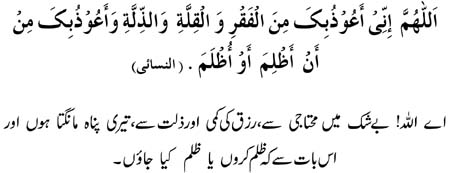 اَللّٰهُمَّ إِنِّىْ أَعُوْذُبِکَ مِنَ الْفَقْرِ وَ الْقِلَّةِ وَالذِّلَّةِ وَأَعُوْذُبِکَ مِنْ
أَنْ أَظْلِمَ أَوْ أُظْلَمَ . (النسائی)
اے اللہ! بے شک میں محتاجی سے، رزق کی کمی اور ذلت سے، تیری پناہ مانگتا ہوں اور
اس بات سے کہ ظلم کروں یا ظلم کیا جاؤں۔